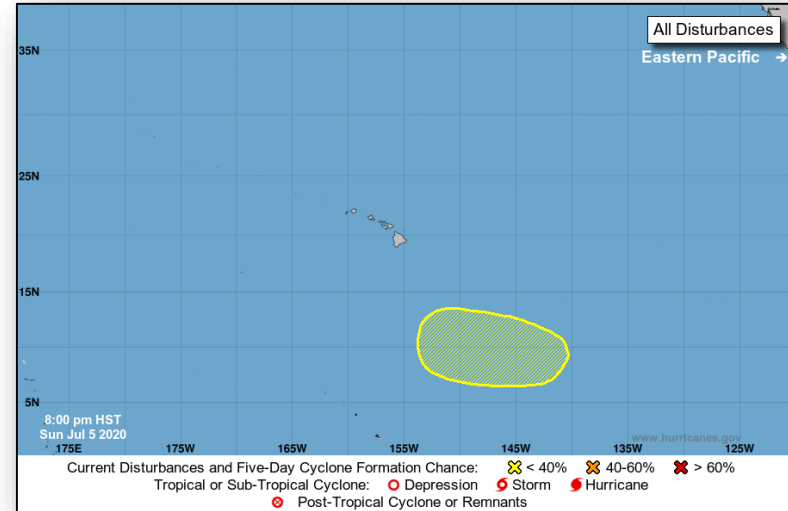 All Disturbances
Eastern Pacific →
35N
25N
15N
5N
8:00 pm HST
Sun Jul 5 2020
www.hurricanes.gov
175E 175W 165W 155W 145W 135W 125W
Current Disturbances and Five-Day Cyclone Formation Chance: < 40% 40-60% > 60%
Tropical or Sub-Tropical Cyclone: Depression Storm Hurricane
Post-Tropical Cyclone or Remnants